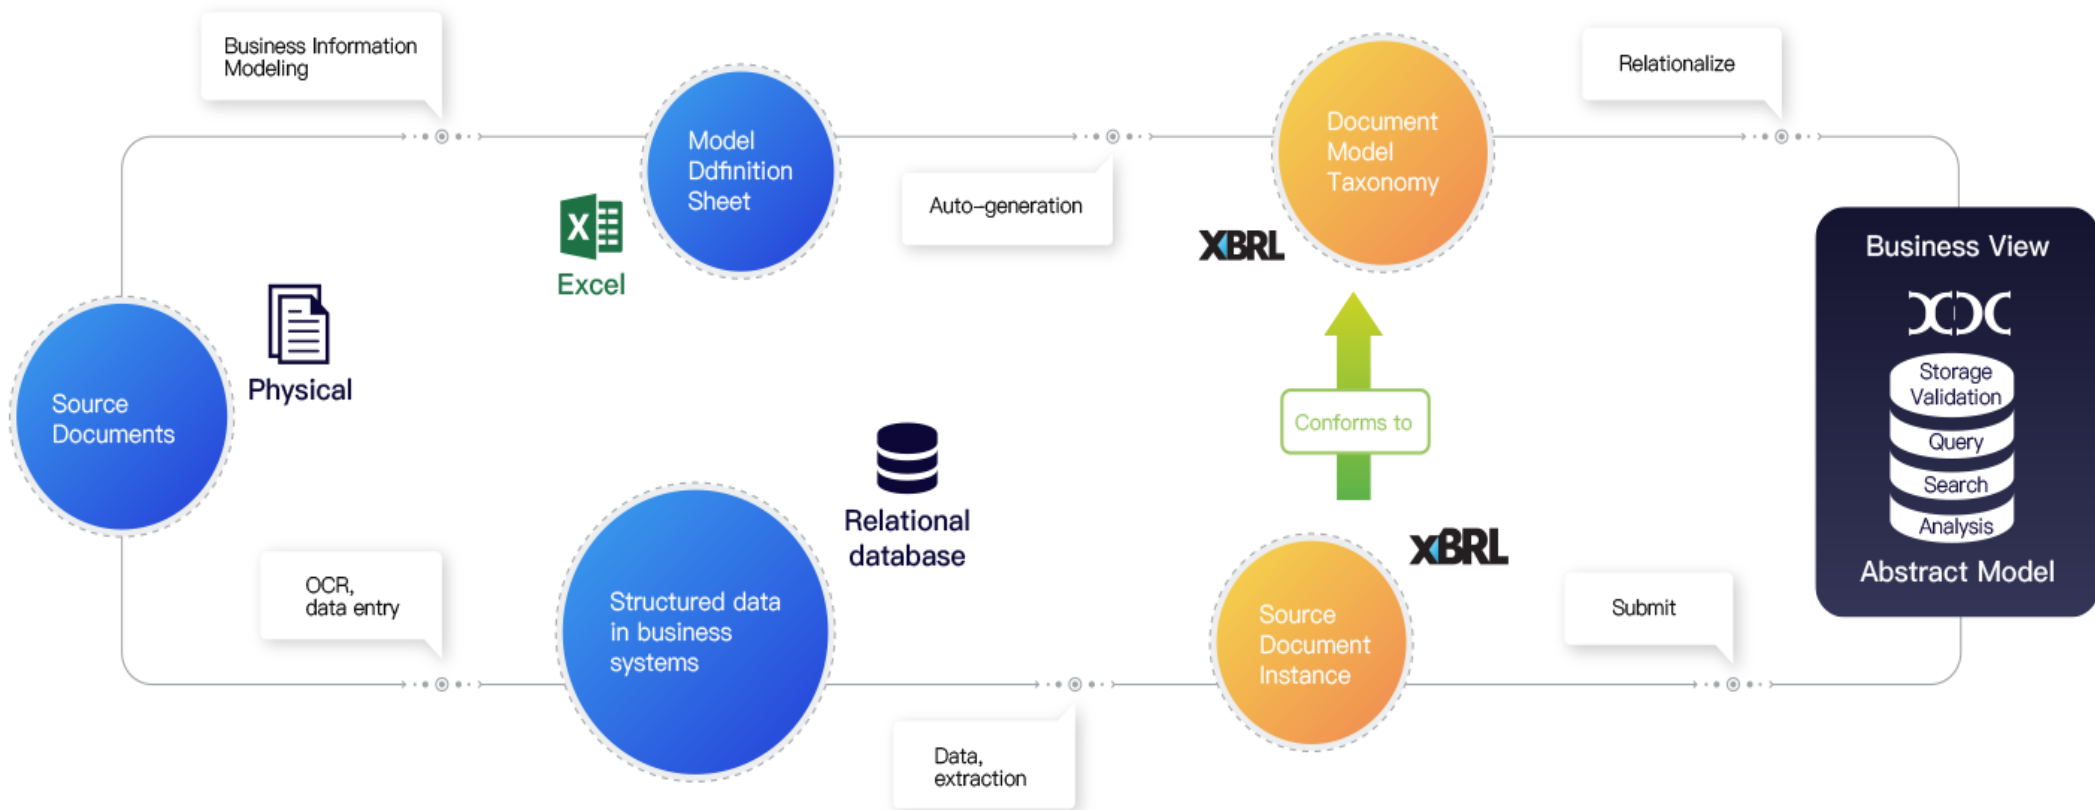 Business Information
Modeling
Model
Ddfinition
Sheet
Excel
Auto-generation
Document
Model
Taxonomy
XBRL
Relationalize
Source
Documents
Physical
OCR,
data entry
Structured data
in business
systems
Relational
database
Data,
extraction
Conforms to
Source
Document
Instance
XBRL
Submit
Business View
Storage
Validation
Query
Search
Analysis
Abstract Model